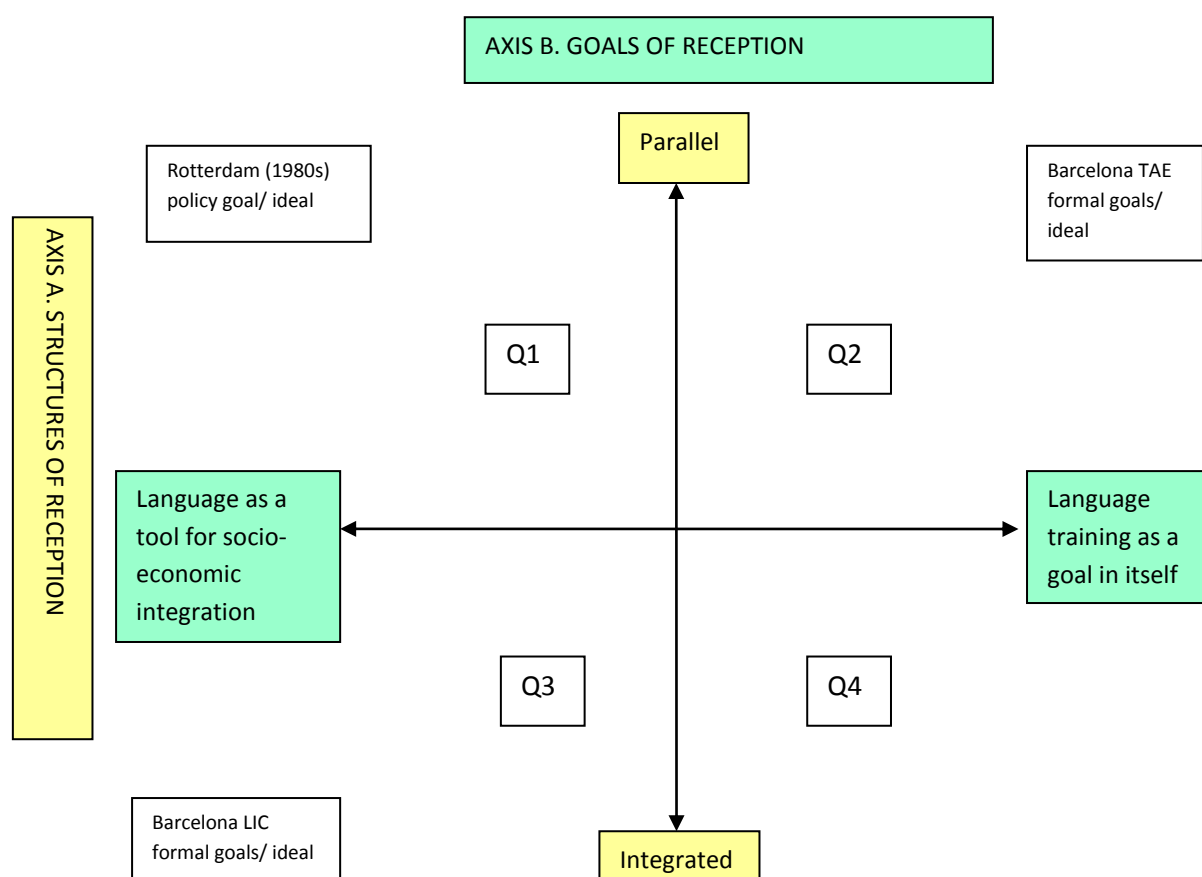 AXIS B. GOALS OF RECEPTION
Parallel
Rotterdam (1980s)
policy goal/ ideal
Barcelona TAE
formal goals/
ideal
AXIS A. STRUCTURES OF RECEPTION
Q1
Q2
Language as a
tool for socio-
economic
integration
Language
training as a
goal in itself
Q3
Q4
Barcelona LIC
formal goals/ ideal
Integrated